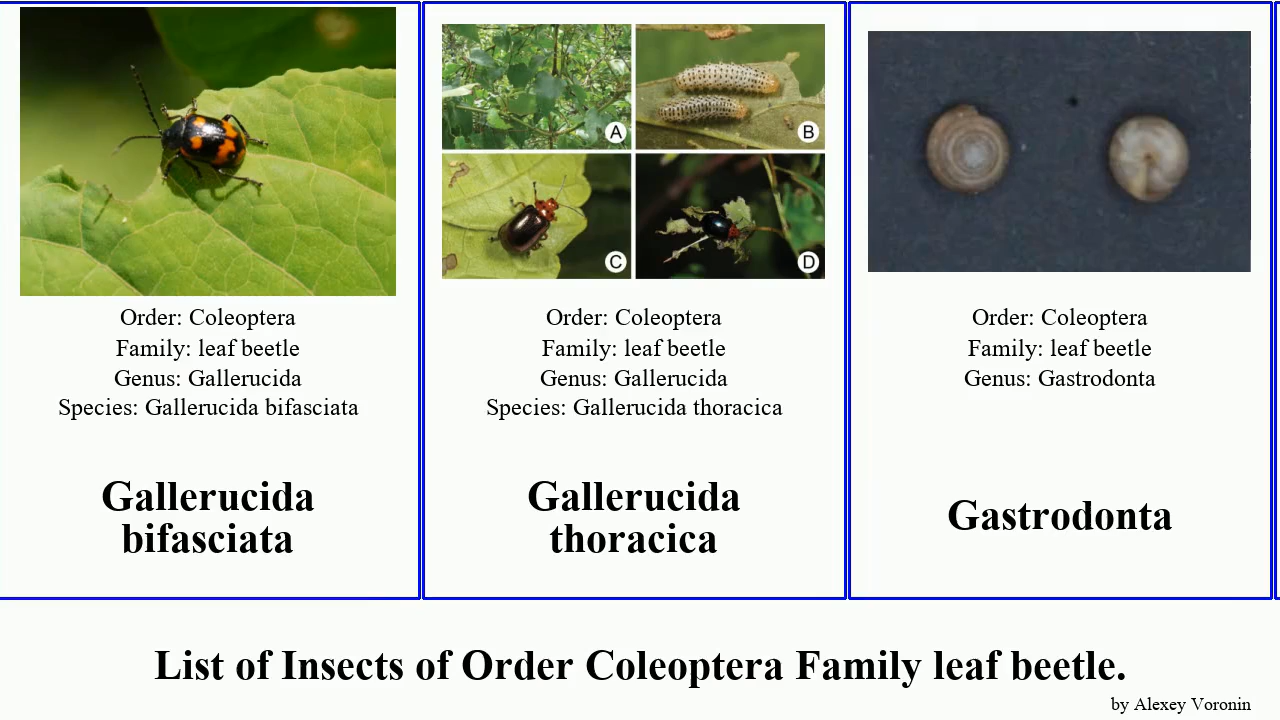 A
B
C
D
Order: Coleoptera
Family: leaf beetle
Genus: Gallerucida
Species: Gallerucida bifasciata
Gallerucida
bifasciata
Order: Coleoptera
Family: leaf beetle
Genus: Gallerucida
Species: Gallerucida thoracica
Gallerucida
thoracica
Order: Coleoptera
Family: leaf beetle
Genus: Gastrodonta
Gastrodonta
List of Insects of Order Coleoptera Family leaf beetle.
by Alexey Voronin